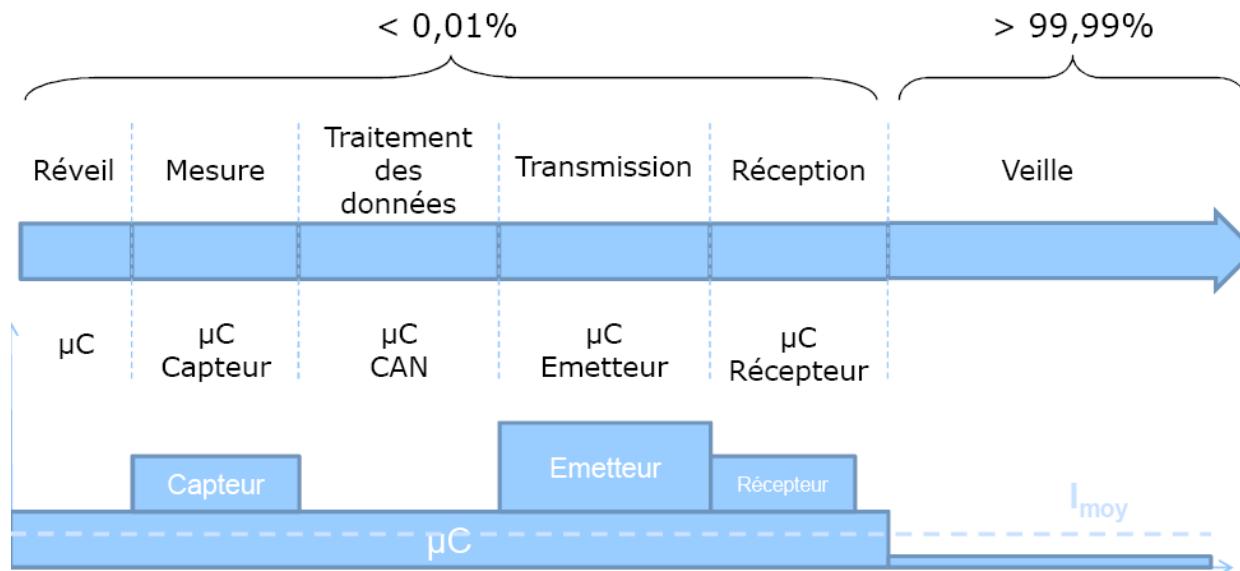 < 0,01%
> 99,99%
Réveil
Mesure
Traitement
des
données
Transmission
Réception
Veille
µC
µC
Capteur
µC
CAN
µC
Emetteur
µC
Récepteur
Capteur
Emetteur
Récepteur
µC
Imoy